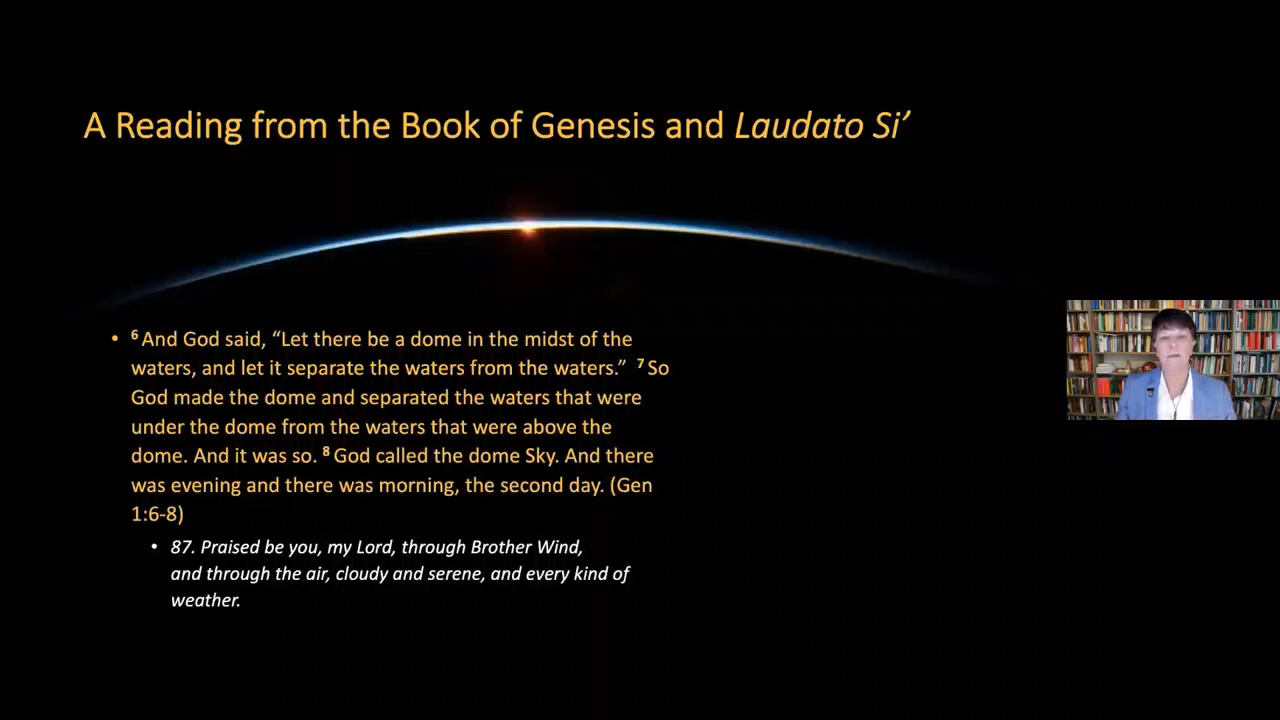 A Reading from the Book of Genesis and Laudato Si’
• ⁶ And God said, “Let there be a dome in the midst of the
waters, and let it separate the waters from the waters.” ⁷ So
God made the dome and separated the waters that were
under the dome from the waters that were above the
dome. And it was so. ⁸ God called the dome Sky. And there
was evening and there was morning, the second day. (Gen
1:6-8)
• 87. Praised be you, my Lord, through Brother Wind,
and through the air, cloudy and serene, and every kind of
weather.